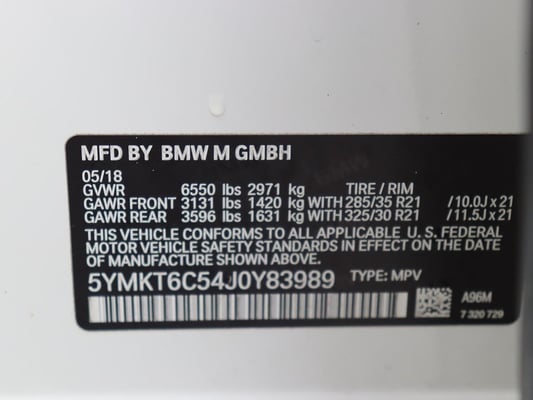 MFD BY BMW M GMBH
05/18
GVWR 6550 lbs 2971 kg TIRE / RIM
GAWR FRONT 3131 lbs 1420 kg WITH 285/35 R21 /10.0J x 21
GAWR REAR 3596 lbs 1631 kg WITH 325/30 R21 /11.5J x 21
THIS VEHICLE CONFORMS TO ALL APPLICABLE U. S. FEDERAL
MOTOR VEHICLE SAFETY STANDARDS IN EFFECT ON THE DATE
OF MANUFACTURE SHOWN ABOVE.
5YMKT6C54J0Y83989 TYPE: MPV
A96M
7 320 729